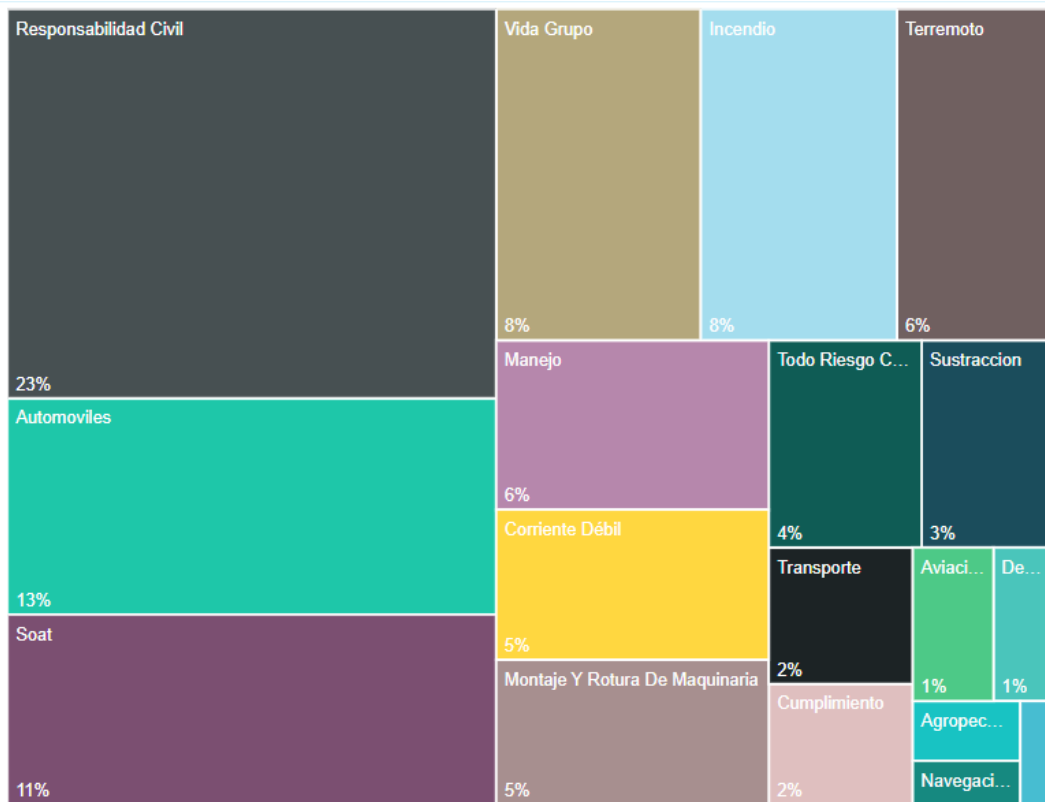 Responsabilidad Civil
23%
Automoviles
13%
Soat
11%
Vida Grupo
8%
Incendio
8%
Terremoto
6%
Manejo
6%
Corriente Débil
5%
Montaje Y Rotura De Maquinaria
5%
Todo Riesgo C...
4%
Sustraccion
3%
Transporte
2%
Cumplimiento
2%
Aviaci...
1%
De...
1%
Agropec...
Navegaci...